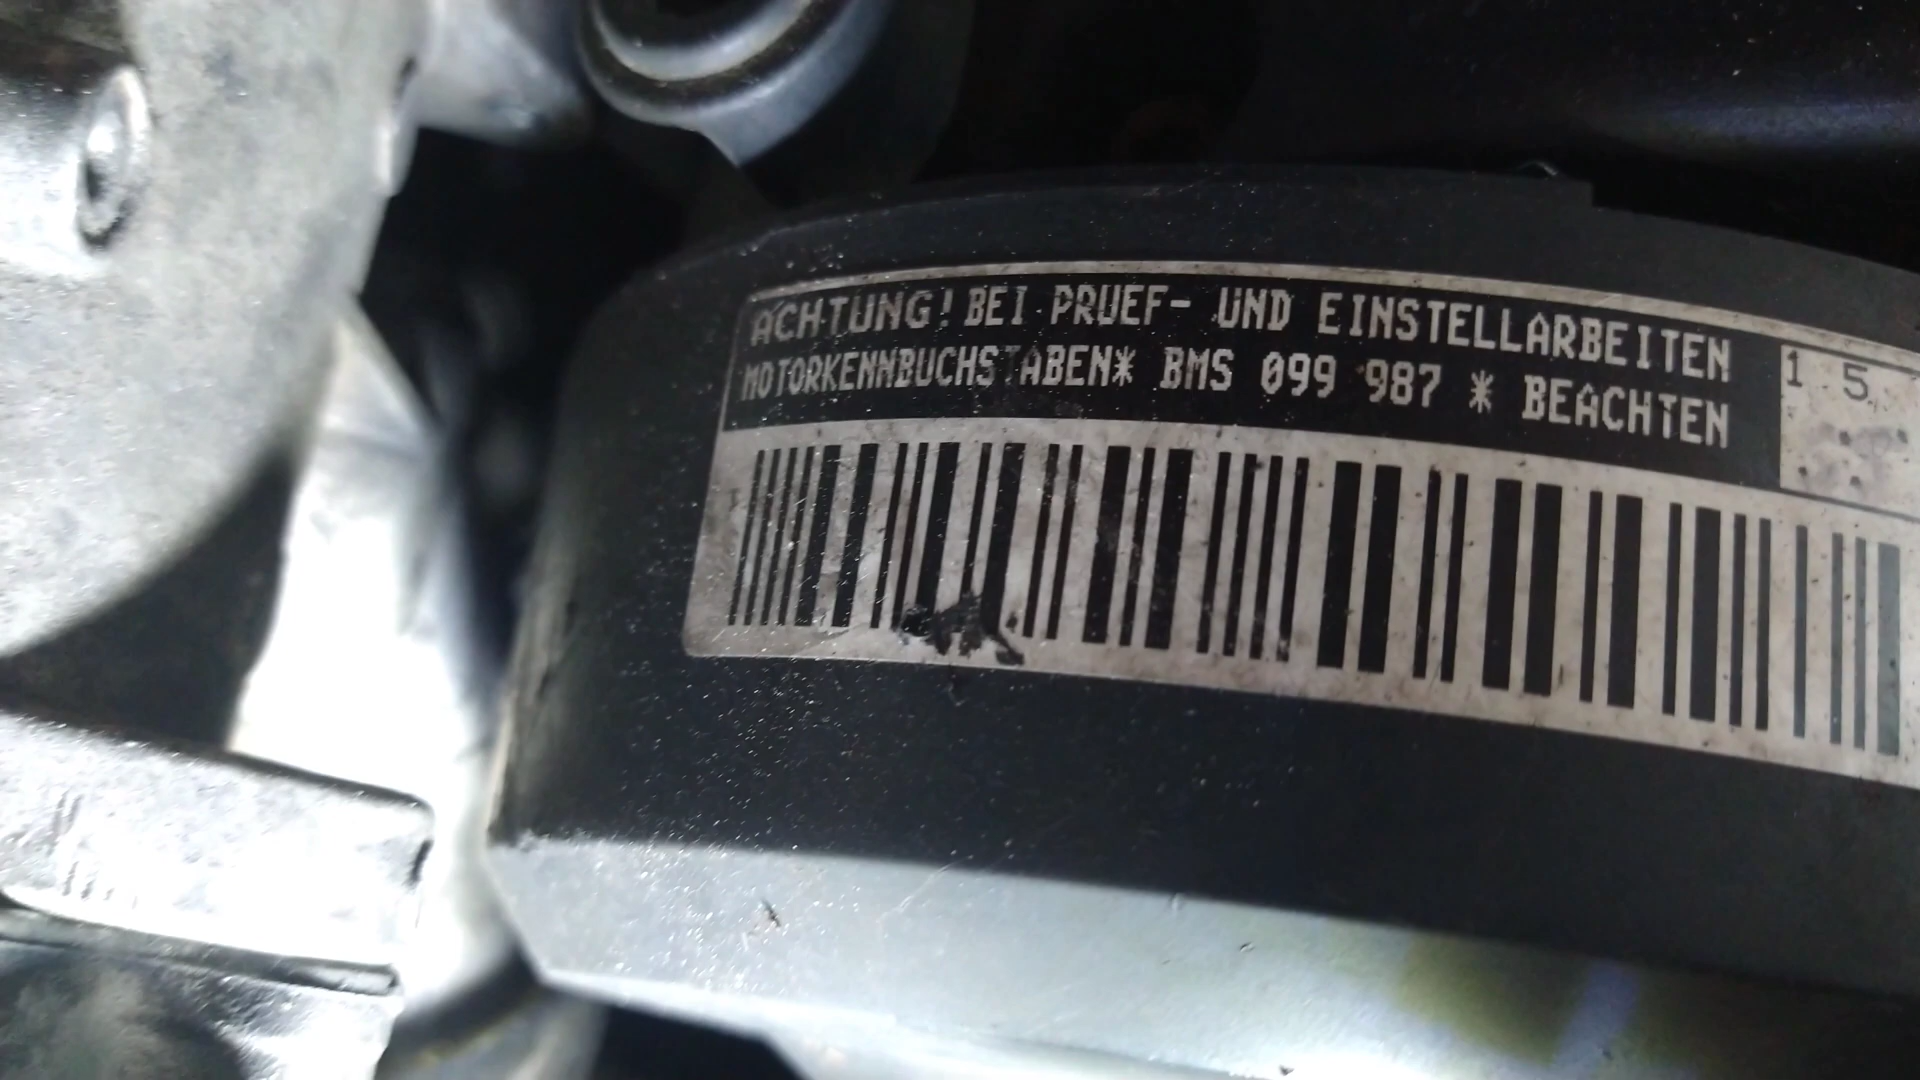 ACHTUNG! BEI PRUEF- UND EINSTELLARBEITEN
MOTORKENNBUCHSTABEN* BMS 099 987 * BEACHTEN
1 5